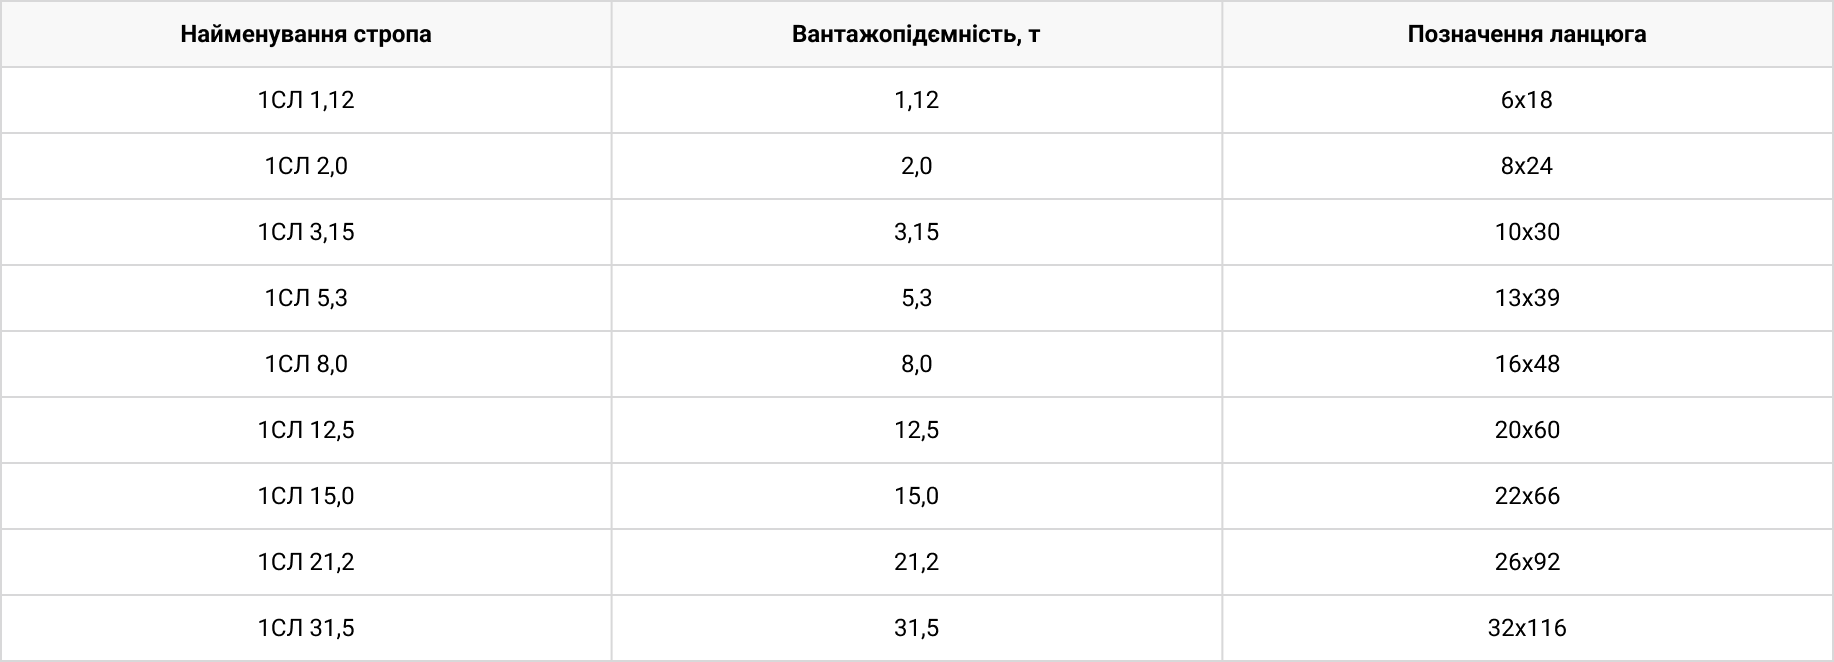 Найменування стропа Вантажопідємність, т Позначення ланцюга
1СЛ 1,12 1,12 6х18
1СЛ 2,0 2,0 8х24
1СЛ 3,15 3,15 10х30
1СЛ 5,3 5,3 13х39
1СЛ 8,0 8,0 16х48
1СЛ 12,5 12,5 20х60
1СЛ 15,0 15,0 22х66
1СЛ 21,2 21,2 26х92
1СЛ 31,5 31,5 32х116